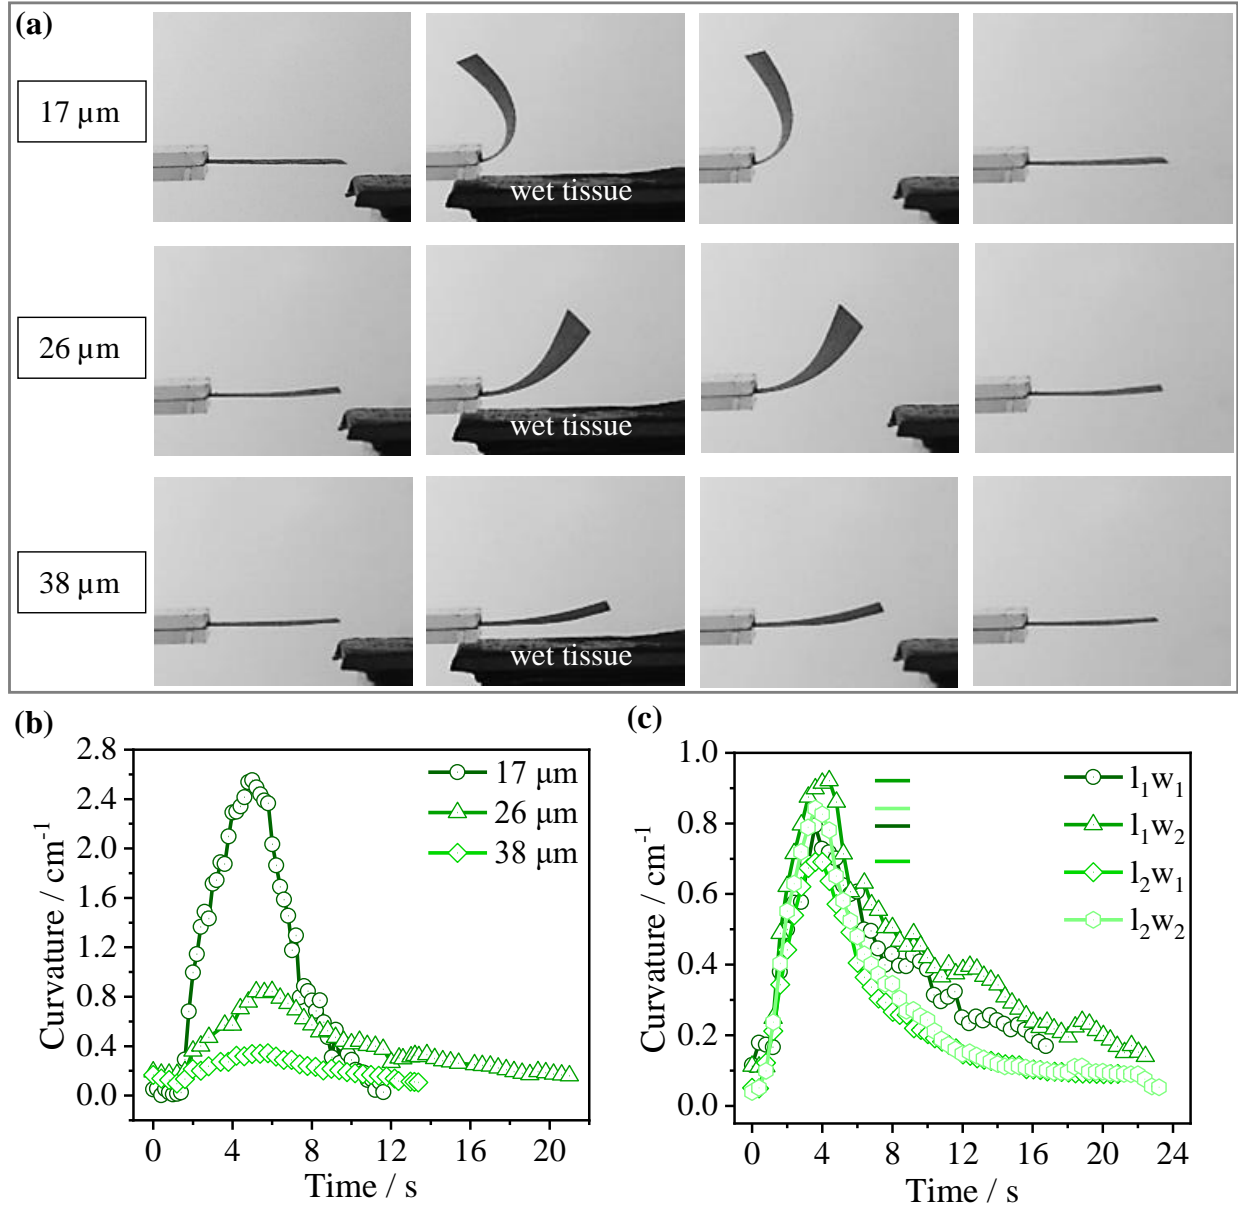 (a)
17 µm
wet tissue
26 µm
wet tissue
38 µm
wet tissue
(b)
2.8
2.4
2.0
1.6
1.2
0.8
0.4
0.0
Curvature / cm⁻¹
17 µm
26 µm
38 µm
0 4 8 12 16 20
Time / s
(c)
1.0
0.8
0.6
0.4
0.2
0.0
Curvature / cm⁻¹
l₁w₁
l₁w₂
l₂w₁
l₂w₂
0 4 8 12 16 20 24
Time / s